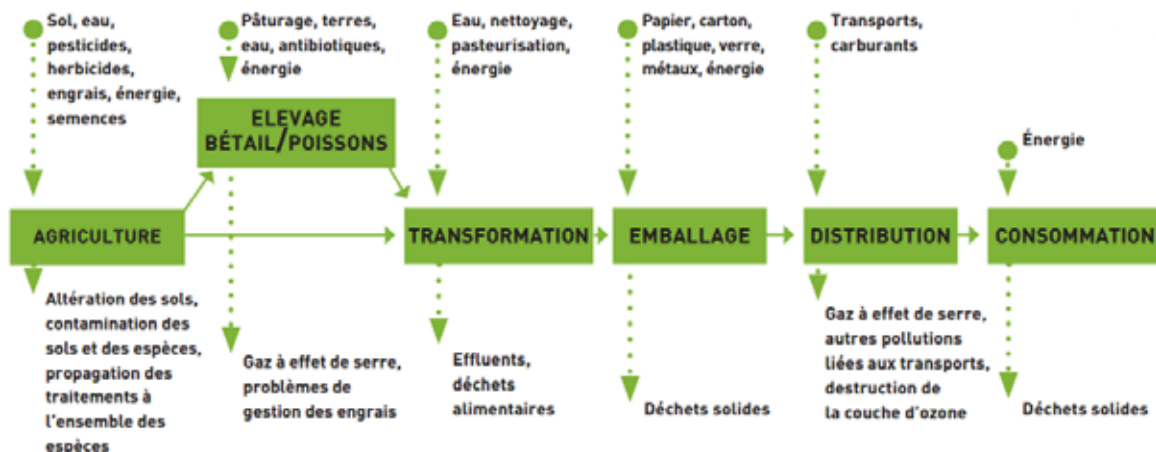 Sol, eau,
pesticides,
herbicides,
engrais, énergie,
semences
Pâturage, terres,
eau, antibiotiques,
énergie
Eau, nettoyage,
pasteurisation,
énergie
Papier, carton,
plastique, verre,
métaux, énergie
Transports,
carburants
Énergie
ELEVAGE
BÉTAIL/POISSONS
AGRICULTURE
TRANSFORMATION
EMBALLAGE
DISTRIBUTION
CONSOMMATION
Altération des sols,
contamination des
sols et des espèces,
propagation des
traitements à
l'ensemble des
espèces
Gaz à effet de serre,
problèmes de
gestion des engrais
Effluents,
déchets
alimentaires
Déchets solides
Gaz à effet de serre,
autres pollutions
liées aux transports,
destruction de
la couche d'ozone
Déchets solides